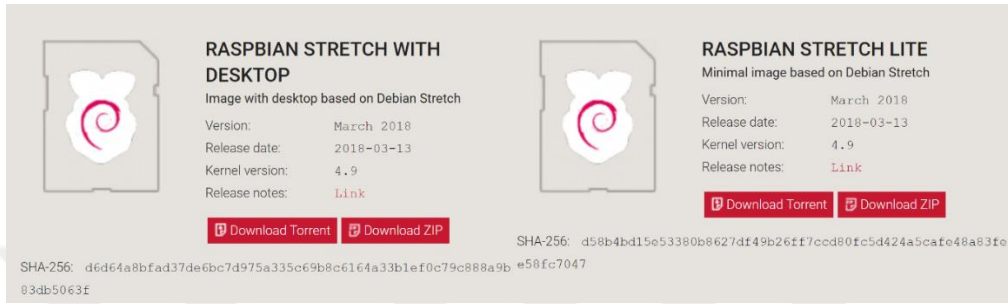 RASPBIAN STRETCH WITH
DESKTOP
Image with desktop based on Debian Stretch
Version: March 2018
Release date: 2018-03-13
Kernel version: 4.9
Release notes: Link
Download Torrent Download ZIP
SHA-256: d6d64a8bfad37de6bc7d975a335c69b8c6164a33b1ef0c79c888a9b
83db5063f
RASPBIAN STRETCH LITE
Minimal image based on Debian Stretch
Version: March 2018
Release date: 2018-03-13
Kernel version: 4.9
Release notes: Link
Download Torrent Download ZIP
SHA-256: d58b4bd15e53380b8627df49b26ff7ccd80fc5d424a5cafe48a83fe
e58fc7047